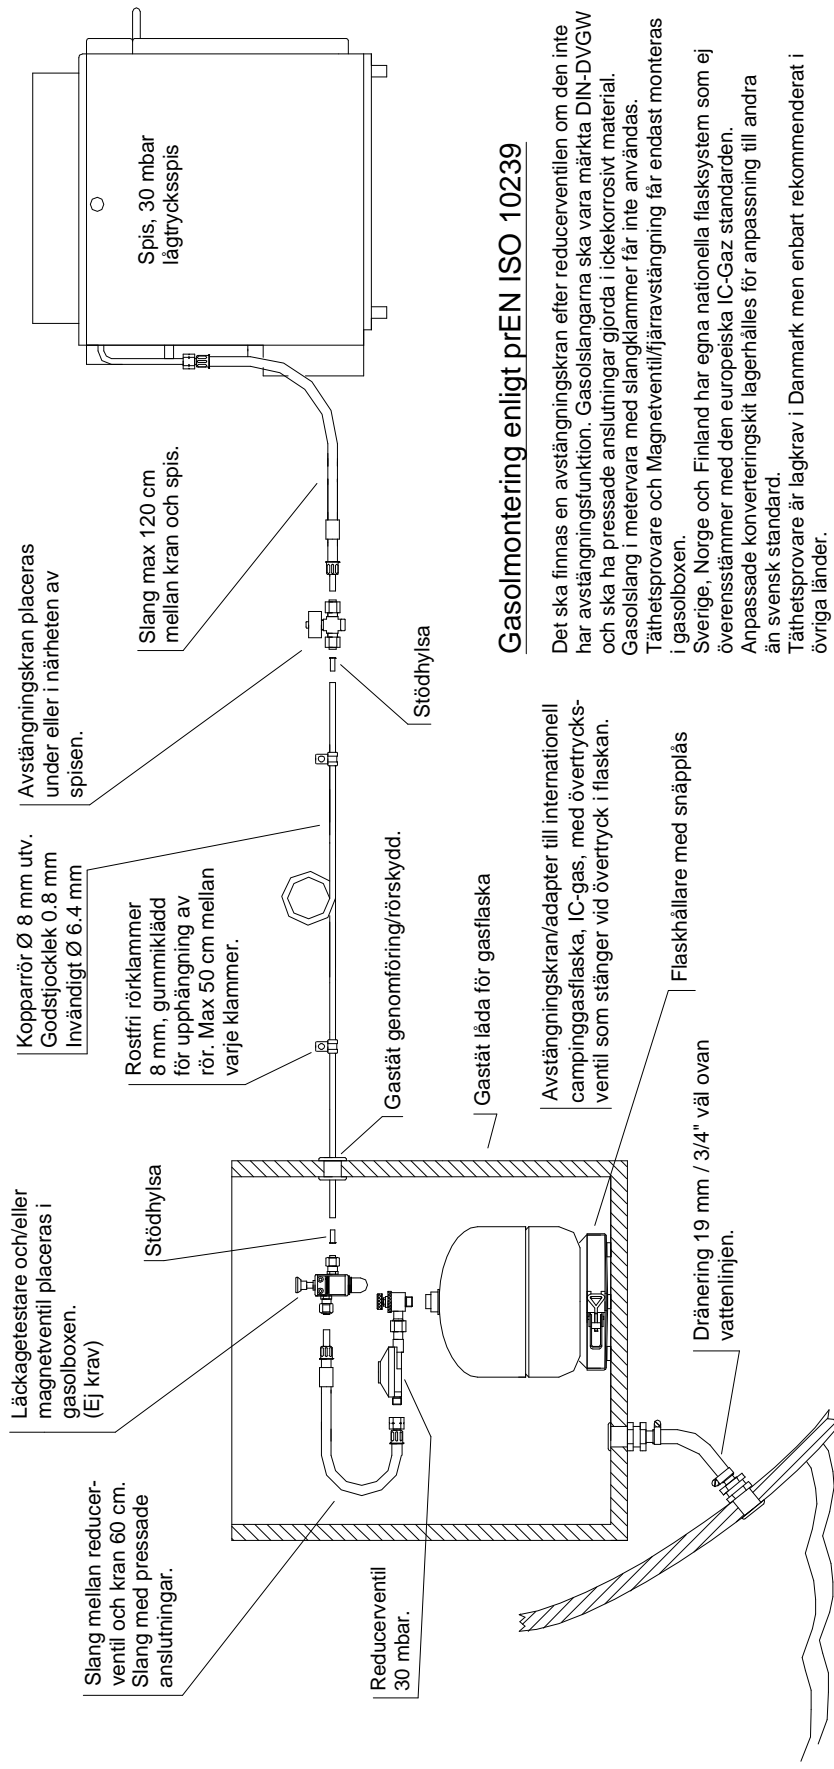 Spis, 30 mbar
lågtrycksspis
Slang max 120 cm
mellan kran och spis.
Avstängningskran placeras
under eller i närheten av
spisen.
Stödhylsa
Kopparrör Ø 8 mm utv.
Godstjocklek 0.8 mm
Invändigt Ø 6.4 mm
Rostfri rörklammer
8 mm, gummiklädd
för upphängning av
rör. Max 50 cm mellan
varje klammer.
Gastät genomföring/rörskydd.
Gastät låda för gasflaska
Läckagetestare och/eller
magnetventil placeras i
gasolboxen.
(Ej krav)
Stödhylsa
Slang mellan reducer-
ventil och kran 60 cm.
Slang med pressade
anslutningar.
Reducerventil
30 mbar.
Avstängningskran/adapter till internationell
campinggasflaska, IC-gas, med övertrycks-
ventil som stänger vid övertryck i flaskan.
Flaskhållare med snäpplås
Dränering 19 mm / 3/4" väl ovan
vattenlinjen.
Gasolmontering enligt prEN ISO 10239
Det ska finnas en avstängningskran efter reducerventilen om den inte
har avstängningsfunktion. Gasolslangarna ska vara märkta DIN-DVGW
och ska ha pressade anslutningar gjorda i ickekorrosivt material.
Gasolslang i metervara med slangklammer får inte användas.
Täthetsprovare och Magnetventil/fjärravstängning får endast monteras
i gasolboxen.
Sverige, Norge och Finland har egna nationella flasksystem som ej
överensstämmer med den europeiska IC-Gaz standarden.
Anpassade konverteringskit lagerhålles för anpassning till andra
än svensk standard.
Täthetsprovare är lagkrav i Danmark men enbart rekommenderat i
övriga länder.